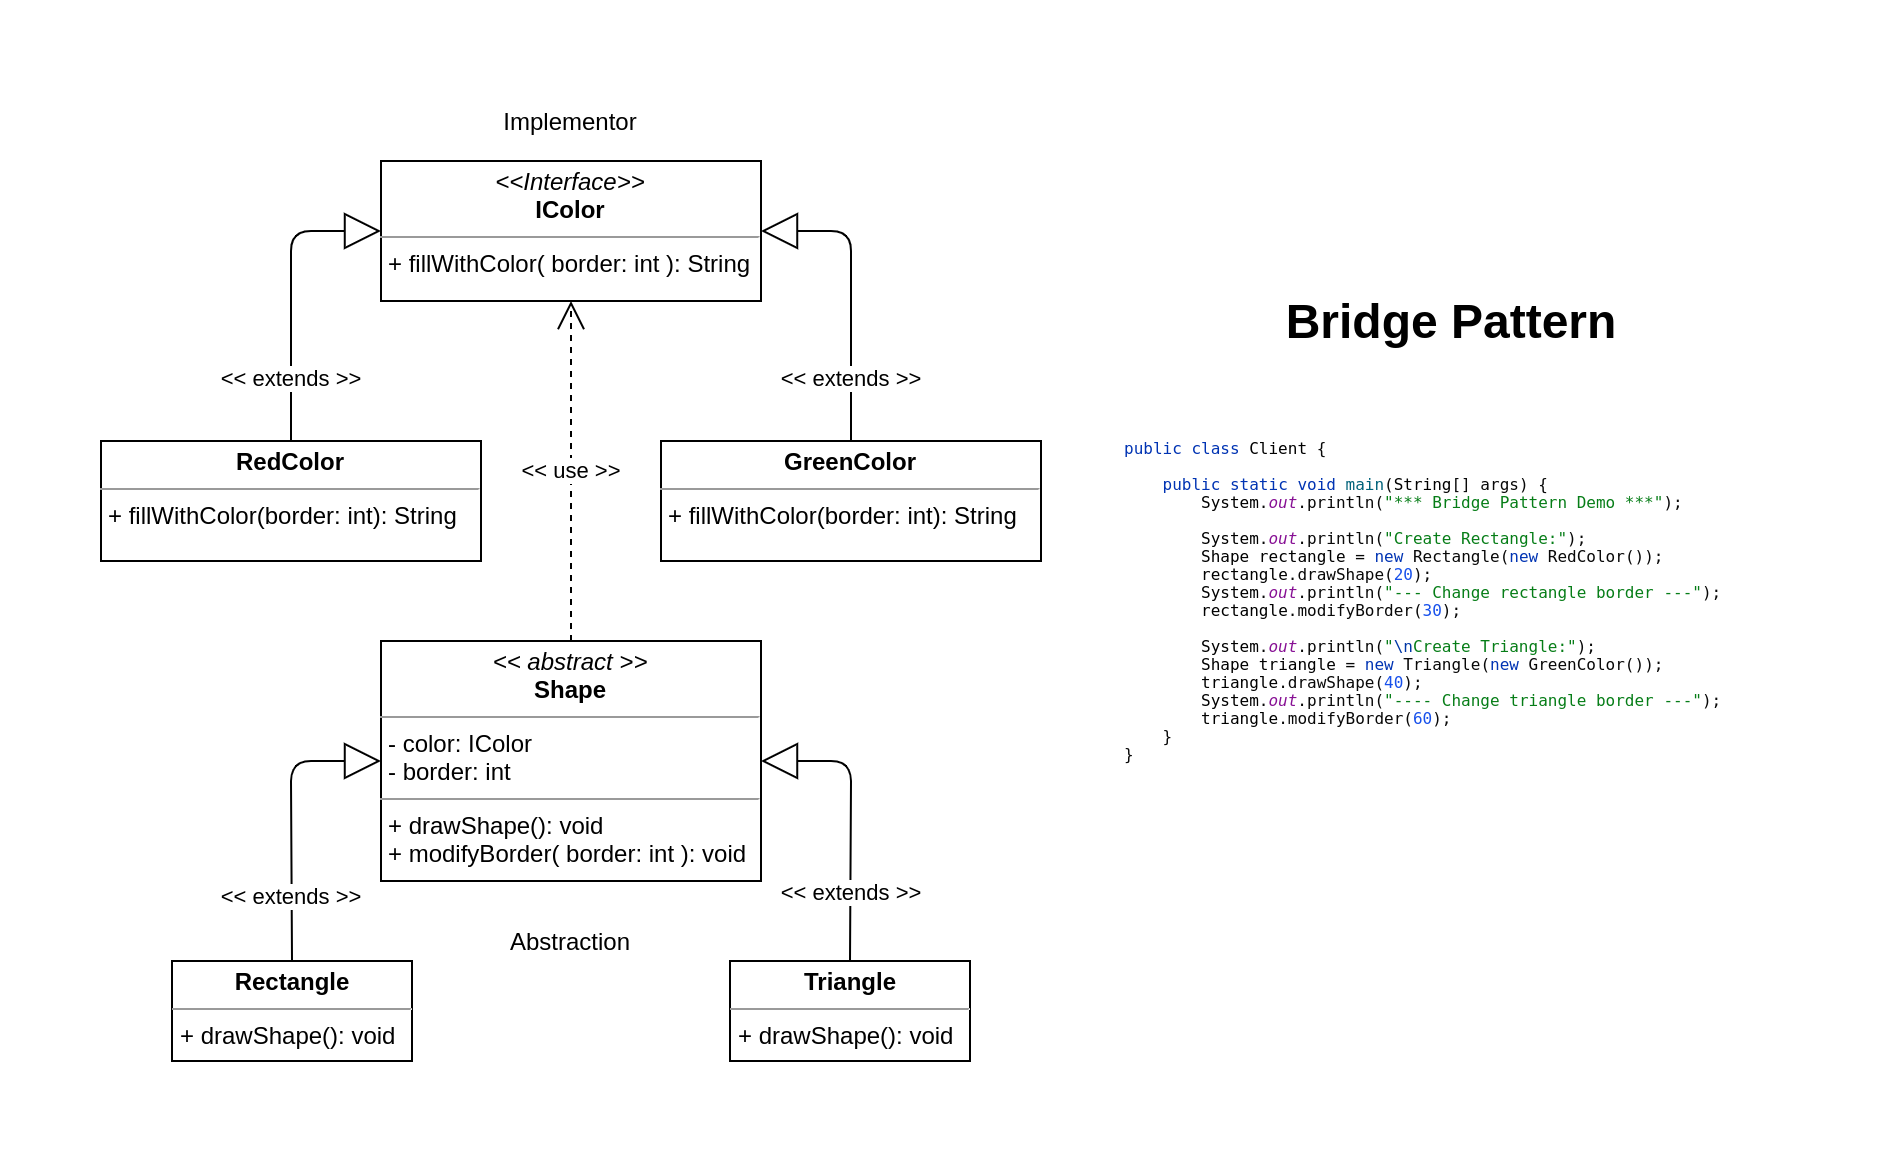 Implementor
<<Interface>>
IColor
+ fillWithColor( border: int ): String
<< extends >>
<< extends >>
RedColor
+ fillWithColor(border: int): String
<< use >>
GreenColor
+ fillWithColor(border: int): String
<< abstract >>
Shape
- color: IColor
- border: int
+ drawShape(): void
+ modifyBorder( border: int ): void
<< extends >>
<< extends >>
Abstraction
Rectangle
+ drawShape(): void
Triangle
+ drawShape(): void
Bridge Pattern
public class Client {
    public static void main(String[] args) {
        System.out.println("*** Bridge Pattern Demo ***");
        System.out.println("Create Rectangle:");
        Shape rectangle = new Rectangle(new RedColor());
        rectangle.drawShape(20);
        System.out.println("--- Change rectangle border ---");
        rectangle.modifyBorder(30);
        System.out.println("\nCreate Triangle:");
        Shape triangle = new Triangle(new GreenColor());
        triangle.drawShape(40);
        System.out.println("---- Change triangle border ---");
        triangle.modifyBorder(60);
    }
}